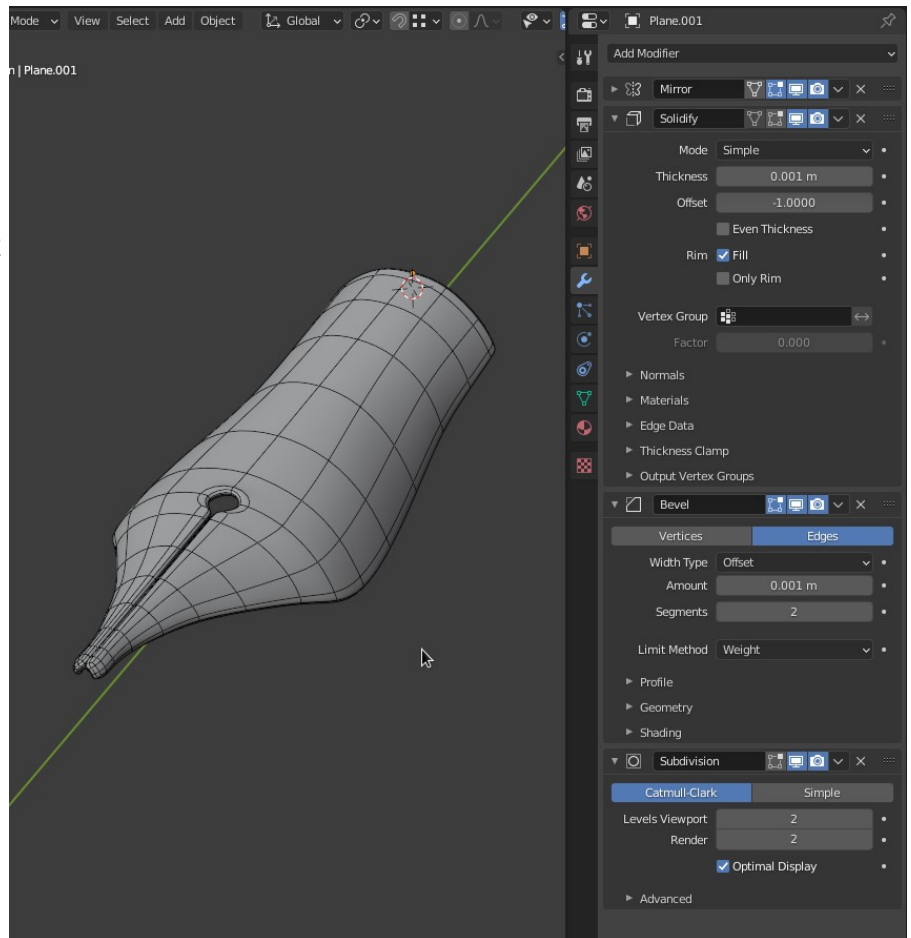 Mode View Select Add Object Global Plane.001
n | Plane.001
Add Modifier
Mirror
Solidify
Mode Simple
Thickness 0.001 m
Offset -1.0000
Even Thickness
Rim Fill
Only Rim
Vertex Group
Factor 0.000
Normals
Materials
Edge Data
Thickness Clamp
Output Vertex Groups
Bevel
Vertices Edges
Width Type Offset
Amount 0.001 m
Segments 2
Limit Method Weight
Profile
Geometry
Shading
Subdivision
Catmull-Clark Simple
Levels Viewport 2
Render 2
Optimal Display
Advanced